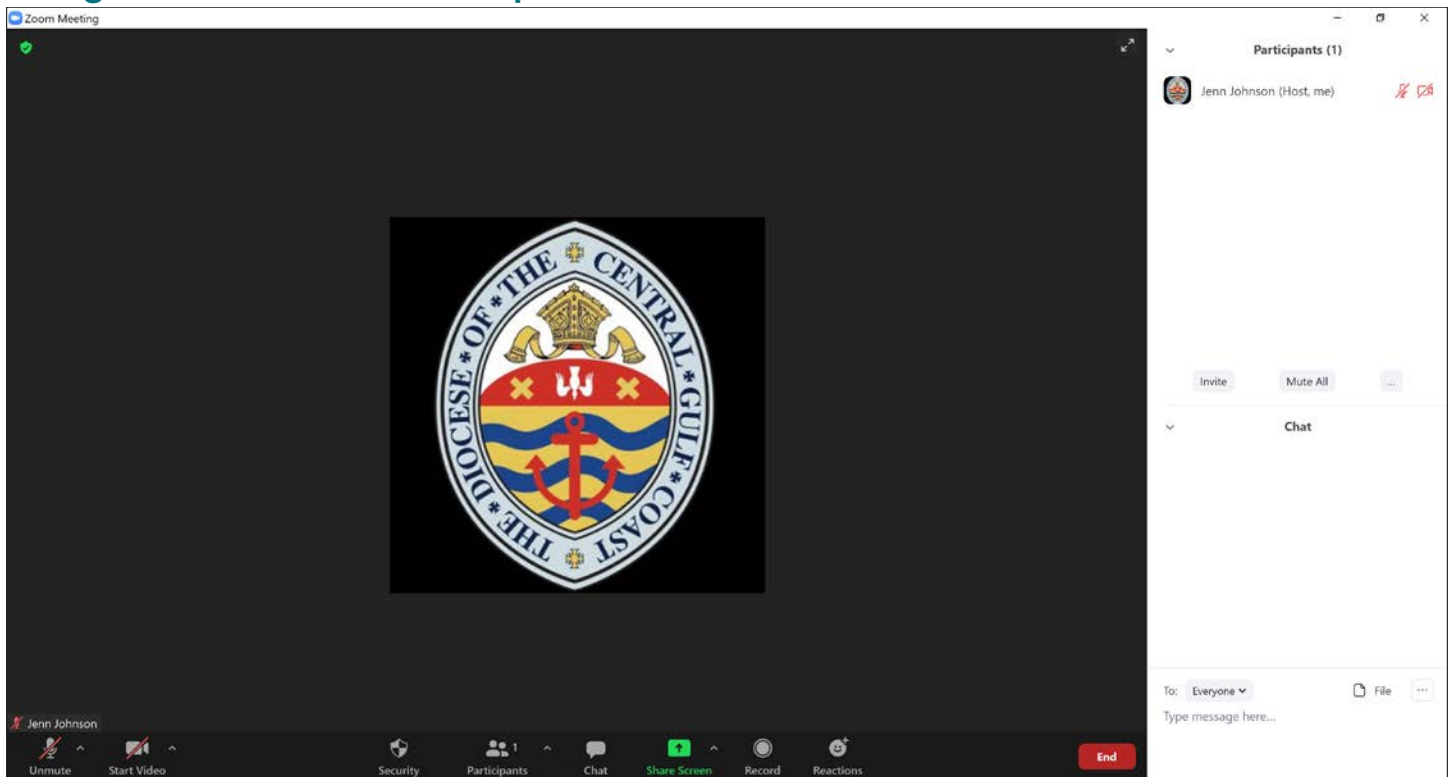 Zoom Meeting
Participants (1)
Jenn Johnson (Host, me)
THE DIOCESE OF THE CENTRAL GULF COAST
Invite
Mute All
...
Chat
To: Everyone
File
...
Type message here...
Jenn Johnson
Unmute
Start Video
Security
1
Participants
Chat
Share Screen
Record
Reactions
End